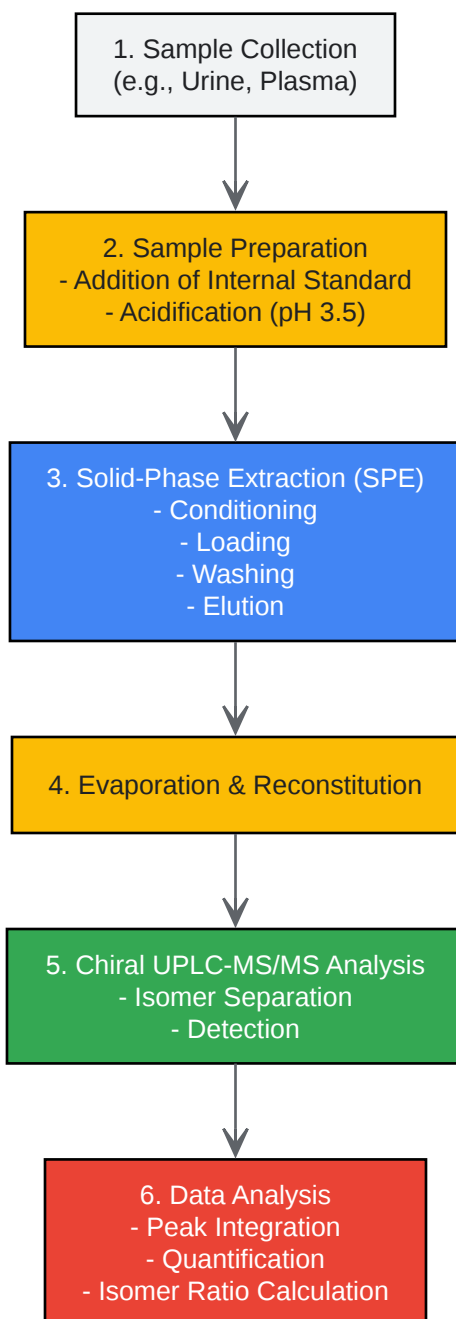 1. Sample Collection
(e.g., Urine, Plasma)
2. Sample Preparation
- Addition of Internal Standard
- Acidification (pH 3.5)
3. Solid-Phase Extraction (SPE)
- Conditioning
- Loading
- Washing
- Elution
4. Evaporation & Reconstitution
5. Chiral UPLC-MS/MS Analysis
- Isomer Separation
- Detection
6. Data Analysis
- Peak Integration
- Quantification
- Isomer Ratio Calculation